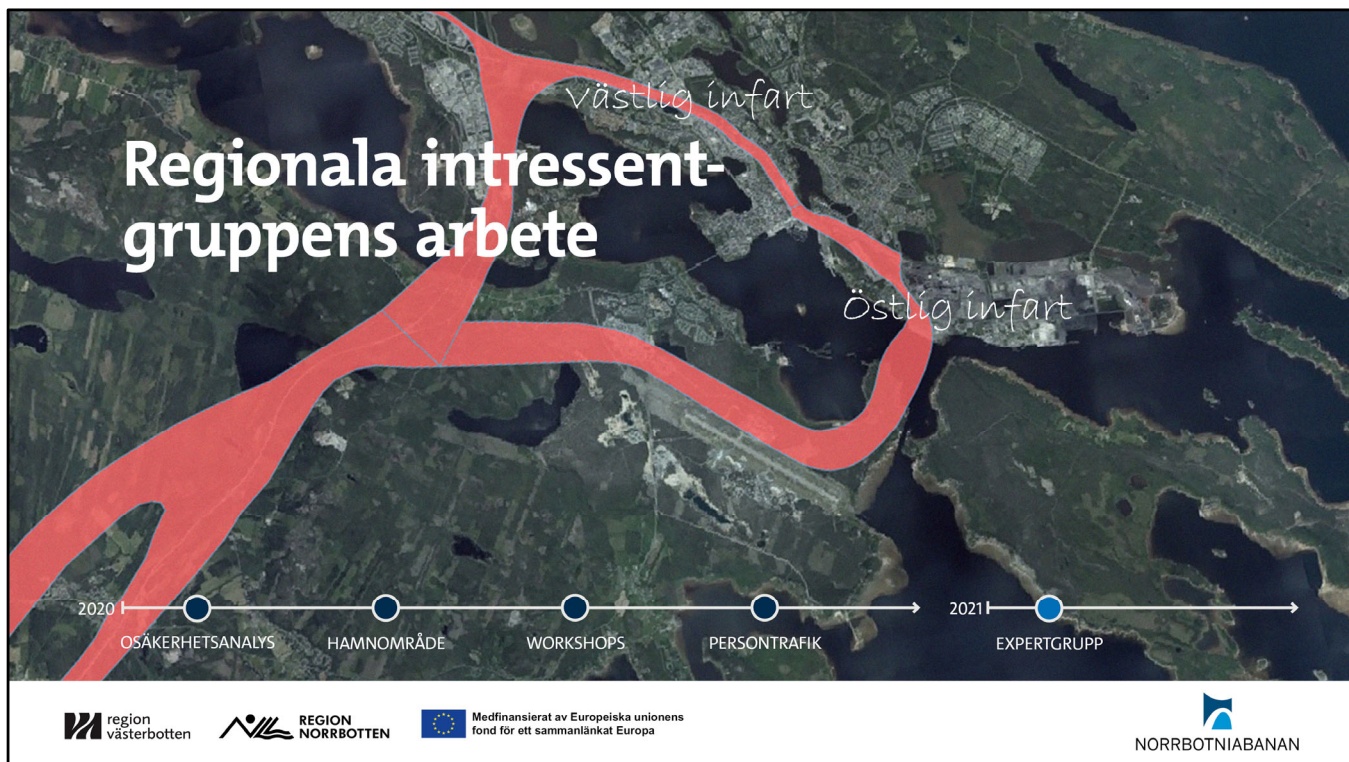 Västlig infart
Regionala intressent-
gruppens arbete
Östlig infart
2020
OSÄKERHETSANALYS
HAMNOMRÅDE
WORKSHOPS
PERSONTRAFIK
2021
EXPERTGRUPP
region
västerbotten
REGION
NORRBOTTEN
Medfinansierat av Europeiska unionens
fond för ett sammanlänkat Europa
NORRBOTNIABANAN